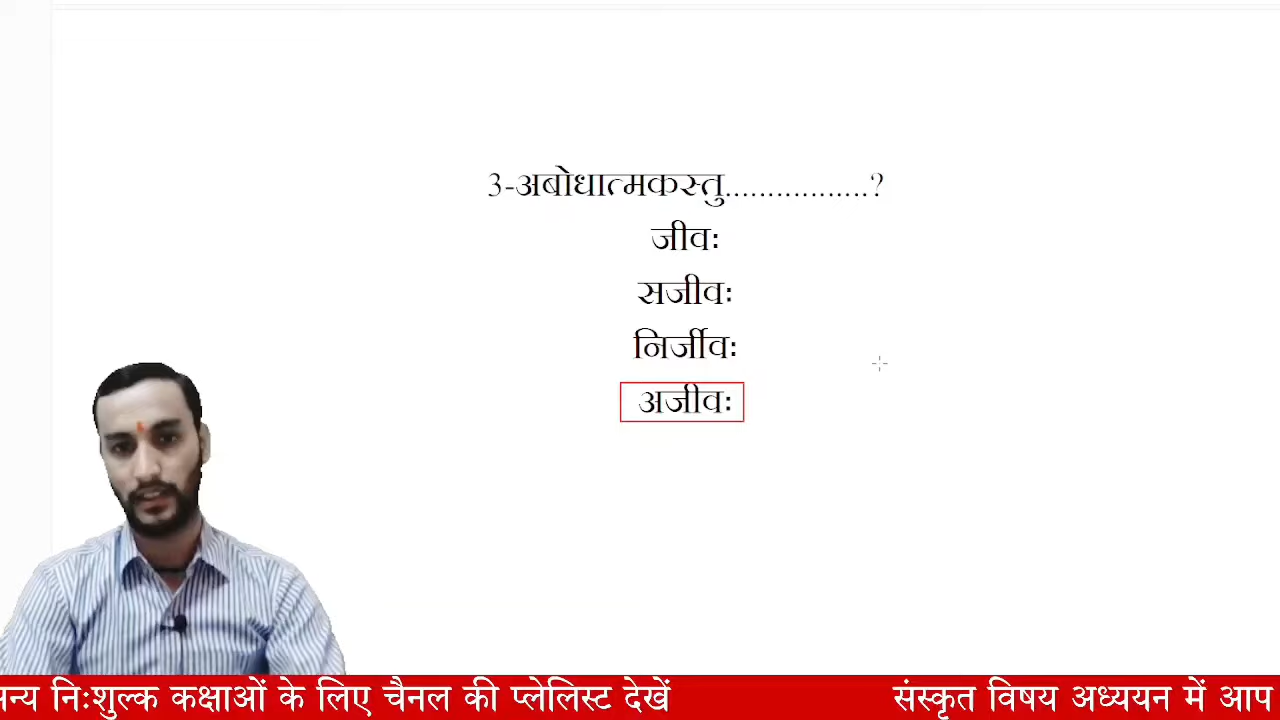 3-अबोधात्मकस्तु.................?
जीवः
सजीवः
निर्जीवः
अजीवः
न्य निःशुल्क कक्षाओं के लिए चैनल की प्लेलिस्ट देखें
संस्कृत विषय अध्ययन में आप